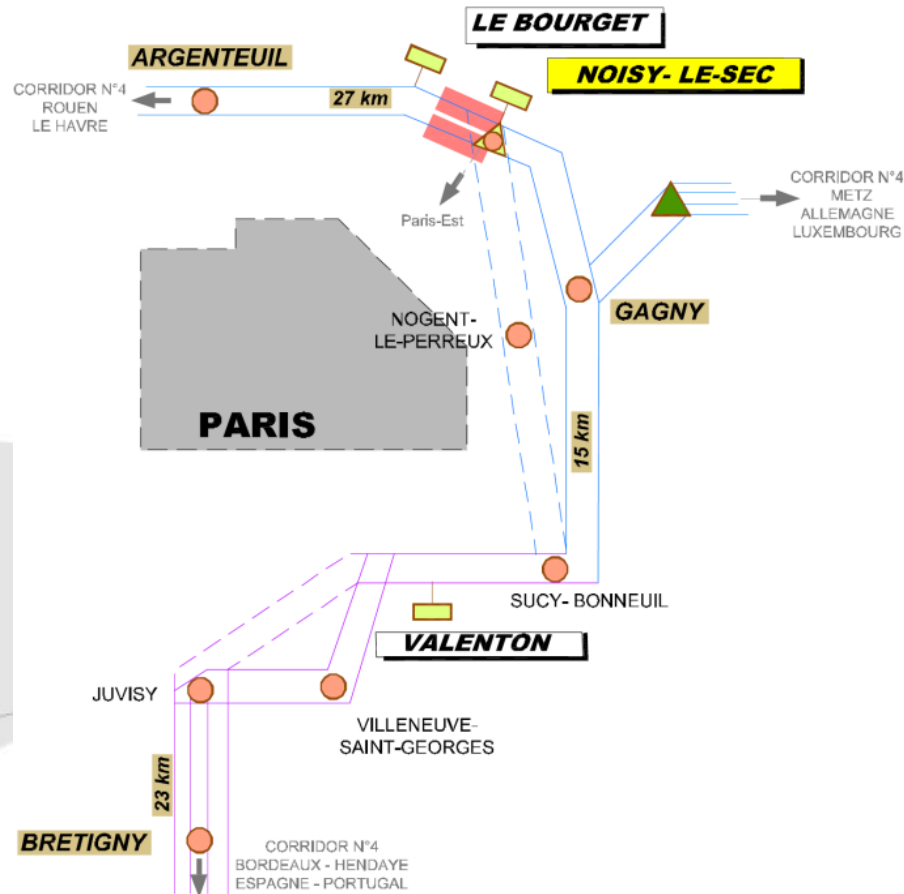 LE BOURGET
ARGENTEUIL
NOISY- LE-SEC
CORRIDOR N°4
ROUEN
LE HAVRE
27 km
CORRIDOR N°4
METZ
ALLEMAGNE
LUXEMBOURG
Paris-Est
GAGNY
NOGENT-
LE-PERREUX
PARIS
15 km
SUCY- BONNEUIL
VALENTON
JUVISY
VILLENEUVE-
SAINT-GEORGES
23 km
BRETIGNY
CORRIDOR N°4
BORDEAUX - HENDAYE
ESPAGNE - PORTUGAL